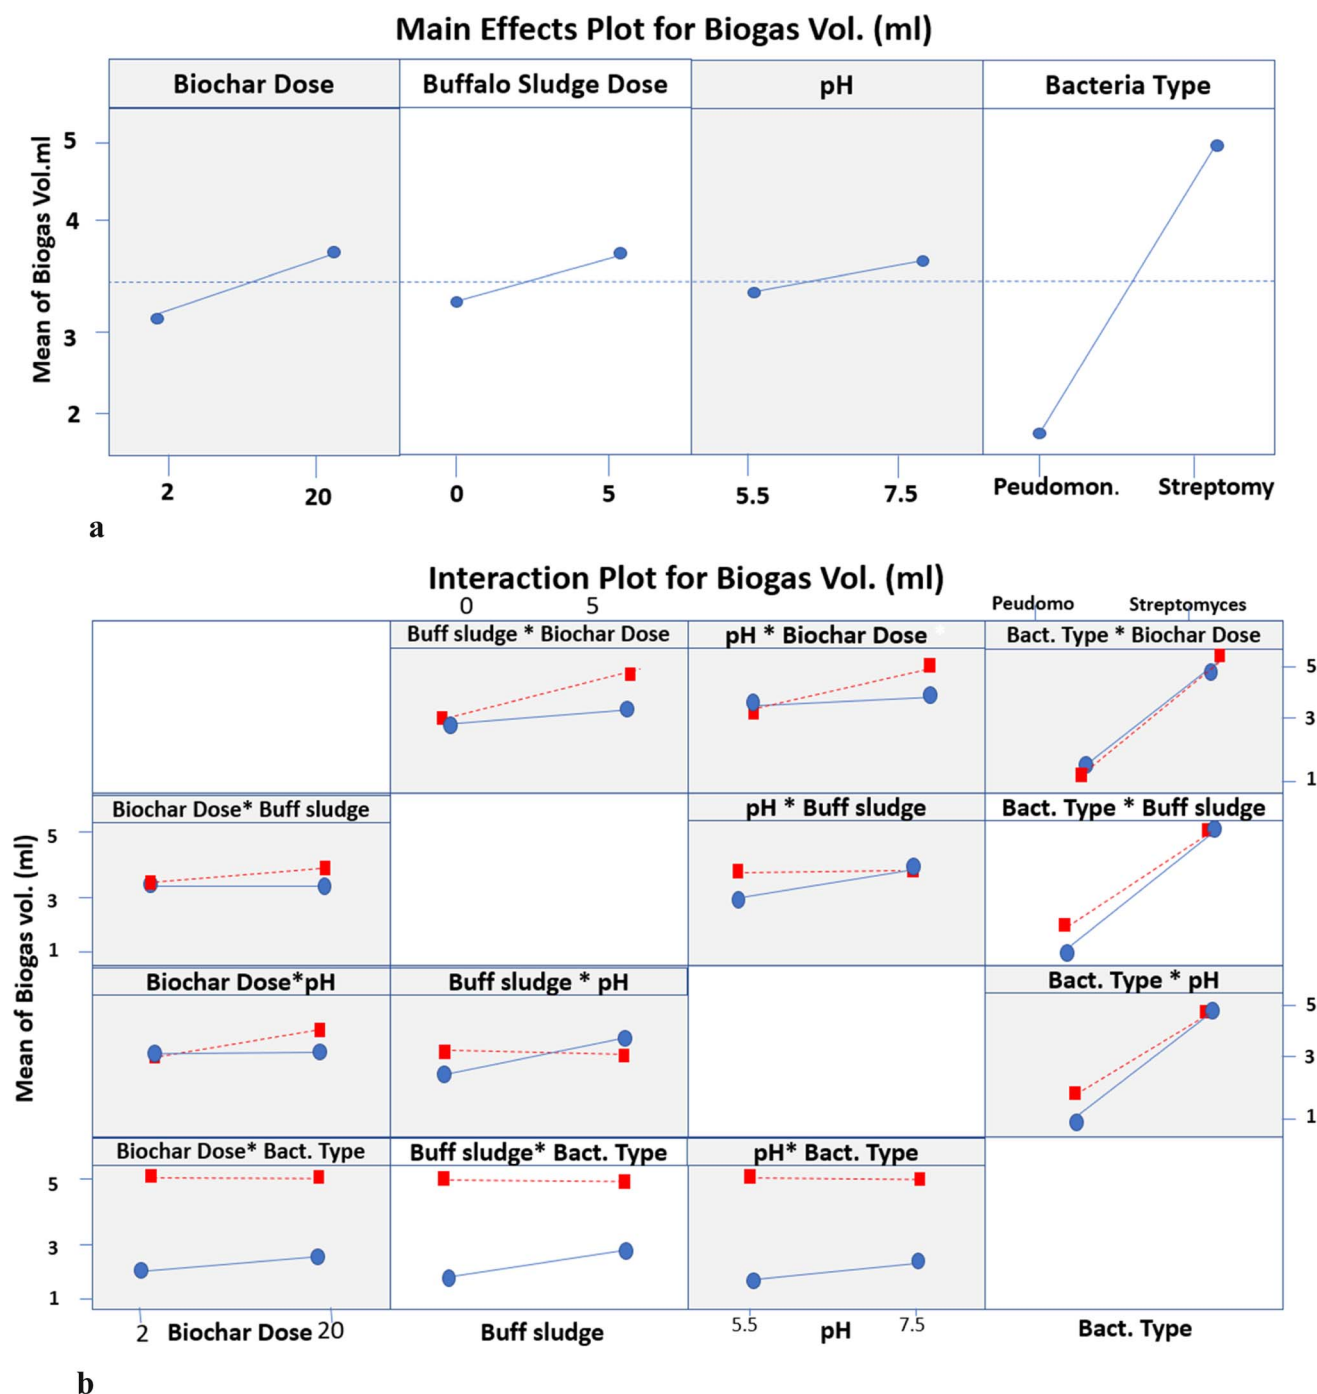 Main Effects Plot for Biogas Vol. (ml)
Biochar Dose
Buffalo Sludge Dose
pH
Bacteria Type
Mean of Biogas Vol.ml
5
4
3
2
2
20
0
5
5.5
7.5
Peudomon.
Streptomy
a
Interaction Plot for Biogas Vol. (ml)
0
5
Peudomo
Streptomyces
Buff sludge * Biochar Dose
pH * Biochar Dose
Bact. Type * Biochar Dose
5
3
1
Mean of Biogas vol. (ml)
Biochar Dose* Buff sludge
pH * Buff sludge
Bact. Type * Buff sludge
5
3
1
Biochar Dose*pH
Buff sludge * pH
Bact. Type * pH
5
3
1
Biochar Dose* Bact. Type
Buff sludge* Bact. Type
pH* Bact. Type
5
3
1
2
Biochar Dose
20
Buff sludge
5.5
pH
7.5
Bact. Type
b